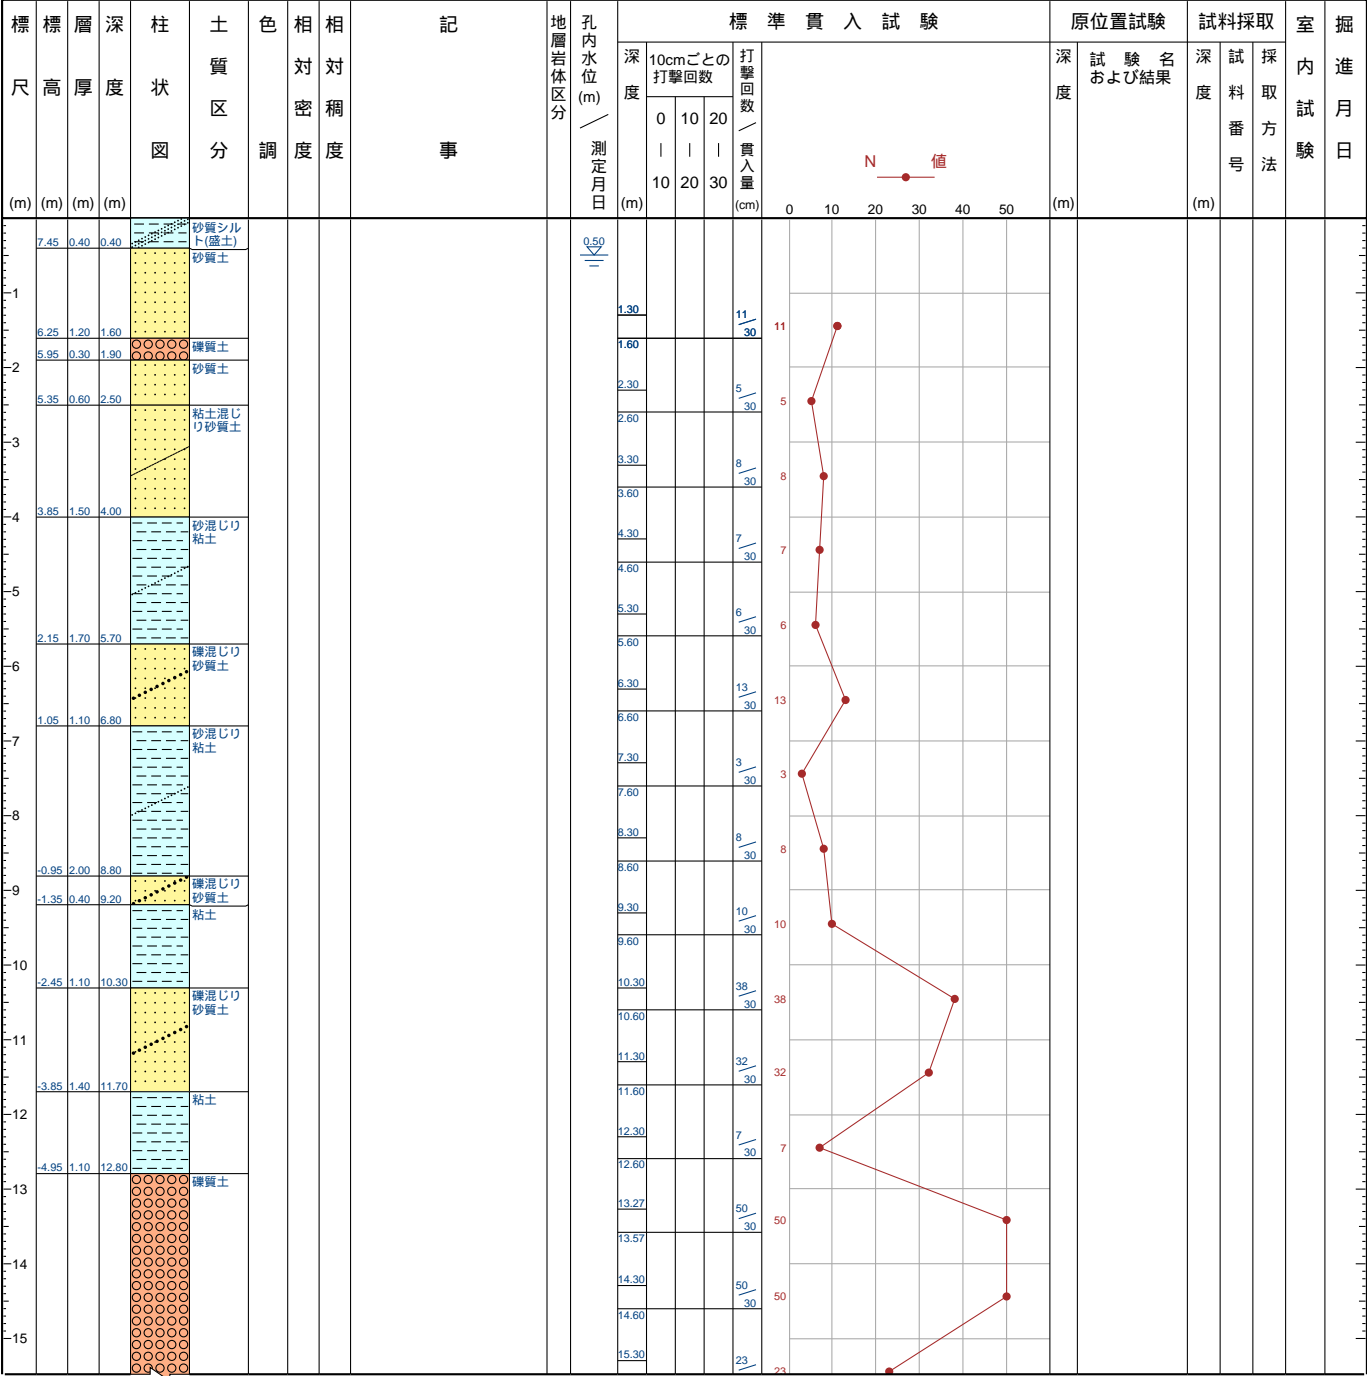 標尺 (m)
標高 (m)
層厚 (m)
深度 (m)
柱状図
土質区分
色調
相対密度
相対稠度
記事
地層岩体区分
孔内水位(m)／測定月日
標準貫入試験
深度 (m)
10cmごとの
打撃回数
0 10 20
| | |
10 20 30
打撃回数／貫入量 (cm)
N 値
0 10 20 30 40 50
原位置試験
深度 (m)
試験名
および結果
試料採取
深度 (m)
試料番号
採取方法
室内試験
掘進月日
7.45 0.40 0.40 砂質シル
ト(盛土)
0.50
砂質土
1
1.30 11/30 11
6.25 1.20 1.60
1.60
礫質土
5.95 0.30 1.90
2
砂質土
2.30 5/30 5
5.35 0.60 2.50
粘土混じ
り砂質土
2.60
3
3.30 8/30 8
3.60
3.85 1.50 4.00
4
砂混じり
粘土
4.30 7/30 7
4.60
5
5.30 6/30 6
2.15 1.70 5.70
5.60
礫混じり
砂質土
6
6.30 13/30 13
6.60
1.05 1.10 6.80
砂混じり
粘土
7
7.30 3/30 3
7.60
8
8.30 8/30 8
8.60
-0.95 2.00 8.80
礫混じり
砂質土
9
-1.35 0.40 9.20
粘土
9.30 10/30 10
9.60
10
-2.45 1.10 10.30
10.30 38/30 38
礫混じり
砂質土
10.60
11
11.30 32/30 32
11.60
-3.85 1.40 11.70
粘土
12
12.30 7/30 7
12.60
-4.95 1.10 12.80
礫質土
13
13.27 50/30 50
13.57
14
14.30 50/30 50
14.60
15
15.30 23 23